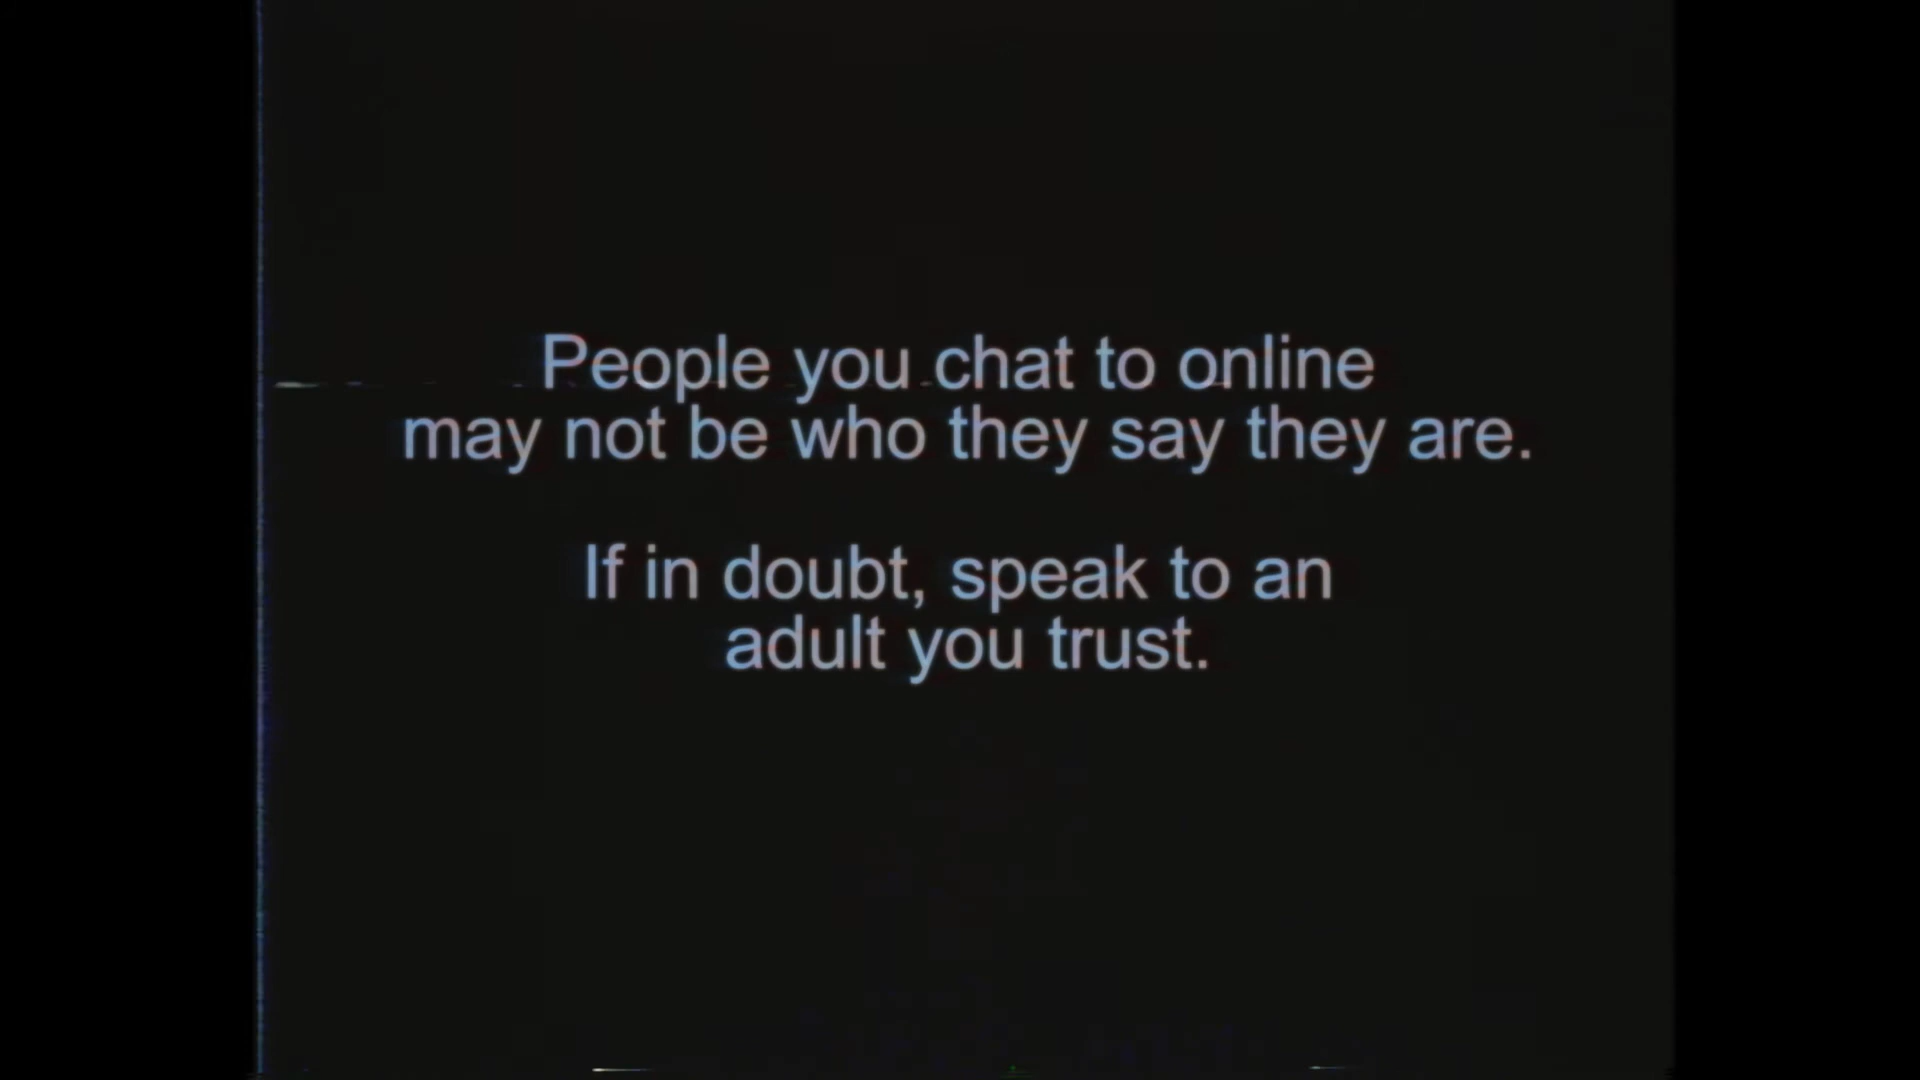 People you chat to online
may not be who they say they are.
If in doubt, speak to an
adult you trust.